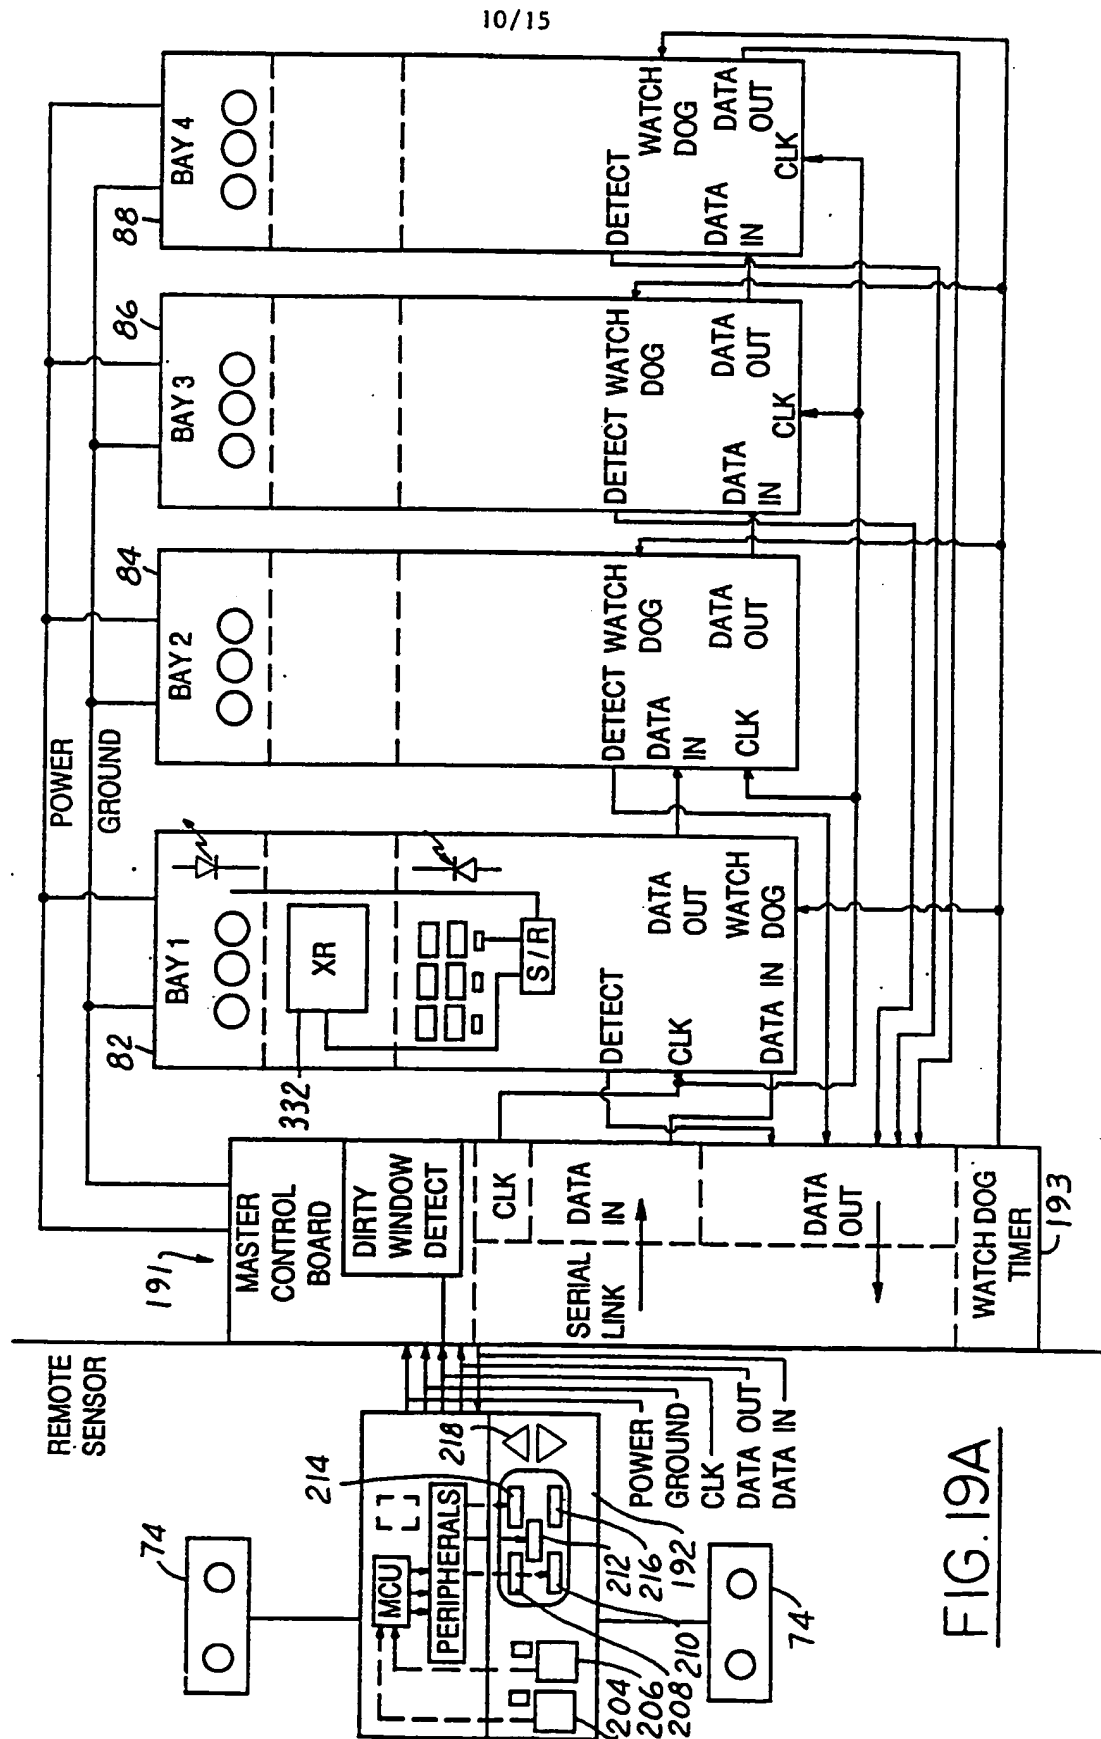 10/15
REMOTE
SENSOR
74
MCU
PERIPHERALS
214
218
POWER
GROUND
CLK
DATA OUT
DATA IN
204
206
208
210
212
216
192
74
191
MASTER
CONTROL
BOARD
DIRTY
WINDOW
DETECT
CLK
SERIAL
LINK
DATA
IN
DATA
OUT
WATCH DOG
TIMER
193
POWER
GROUND
82
BAY 1
332
XR
S/R
DETECT
CLK
DATA IN
DATA
OUT
WATCH
DOG
84
BAY 2
DETECT
WATCH
DOG
DATA
IN
DATA
OUT
CLK
86
BAY 3
DETECT
WATCH
DOG
DATA
IN
DATA
OUT
CLK
88
BAY 4
DETECT
WATCH
DOG
DATA
IN
DATA
OUT
CLK
FIG. 19A